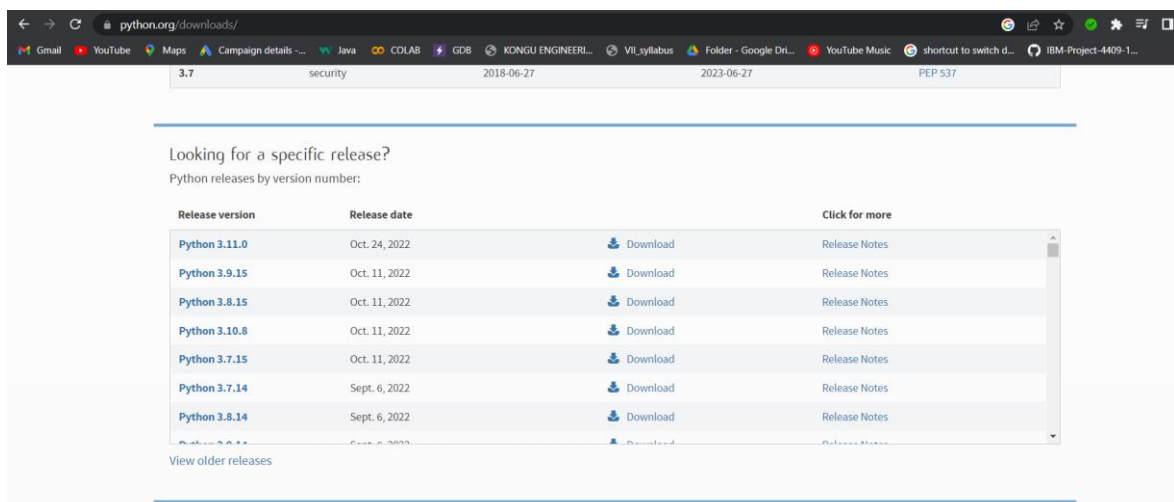 python.org/downloads/
Gmail YouTube Maps Campaign details -... Java COLAB GDB KONGU ENGINEERI... VII_syllabus Folder - Google Dri... YouTube Music shortcut to switch d... IBM-Project-4409-1...
3.7 security 2018-06-27 2023-06-27 PEP 537
Looking for a specific release?
Python releases by version number:
Release version Release date Click for more
Python 3.11.0 Oct. 24, 2022 Download Release Notes
Python 3.9.15 Oct. 11, 2022 Download Release Notes
Python 3.8.15 Oct. 11, 2022 Download Release Notes
Python 3.10.8 Oct. 11, 2022 Download Release Notes
Python 3.7.15 Oct. 11, 2022 Download Release Notes
Python 3.7.14 Sept. 6, 2022 Download Release Notes
Python 3.8.14 Sept. 6, 2022 Download Release Notes
View older releases